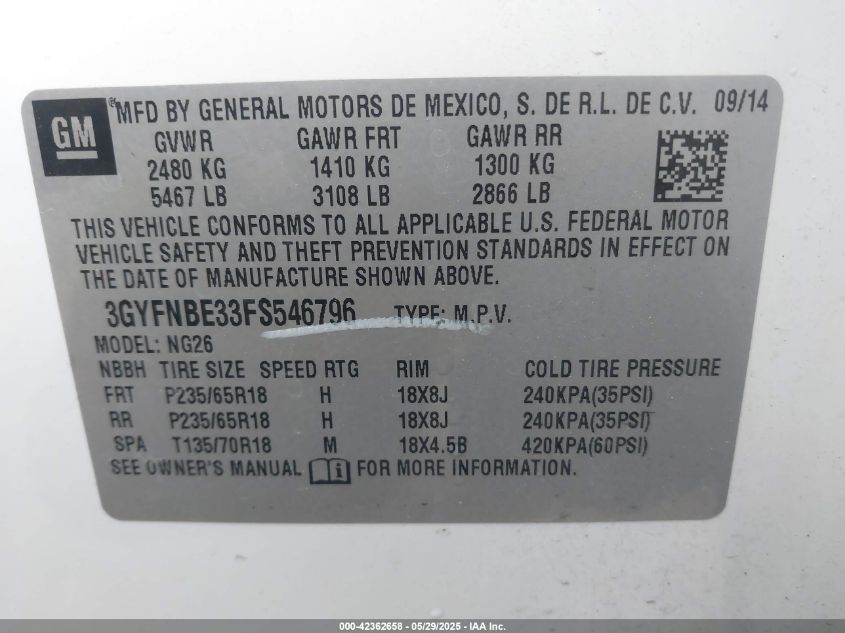 GM
® MFD BY GENERAL MOTORS DE MEXICO, S. DE R.L. DE C.V. 09/14
GVWR GAWR FRT GAWR RR
2480 KG 1410 KG 1300 KG
5467 LB 3108 LB 2866 LB
THIS VEHICLE CONFORMS TO ALL APPLICABLE U.S. FEDERAL MOTOR
VEHICLE SAFETY AND THEFT PREVENTION STANDARDS IN EFFECT ON
THE DATE OF MANUFACTURE SHOWN ABOVE.
3GYFNBE33FS546796 TYPE: M.P.V.
MODEL: NG26
NBBH TIRE SIZE SPEED RTG RIM COLD TIRE PRESSURE
FRT P235/65R18 H 18X8J 240KPA(35PSI)
RR P235/65R18 H 18X8J 240KPA(35PSI)
SPA T135/70R18 M 18X4.5B 420KPA(60PSI)
SEE OWNER'S MANUAL i FOR MORE INFORMATION.
000-42362658 - 05/29/2025 - IAA Inc.